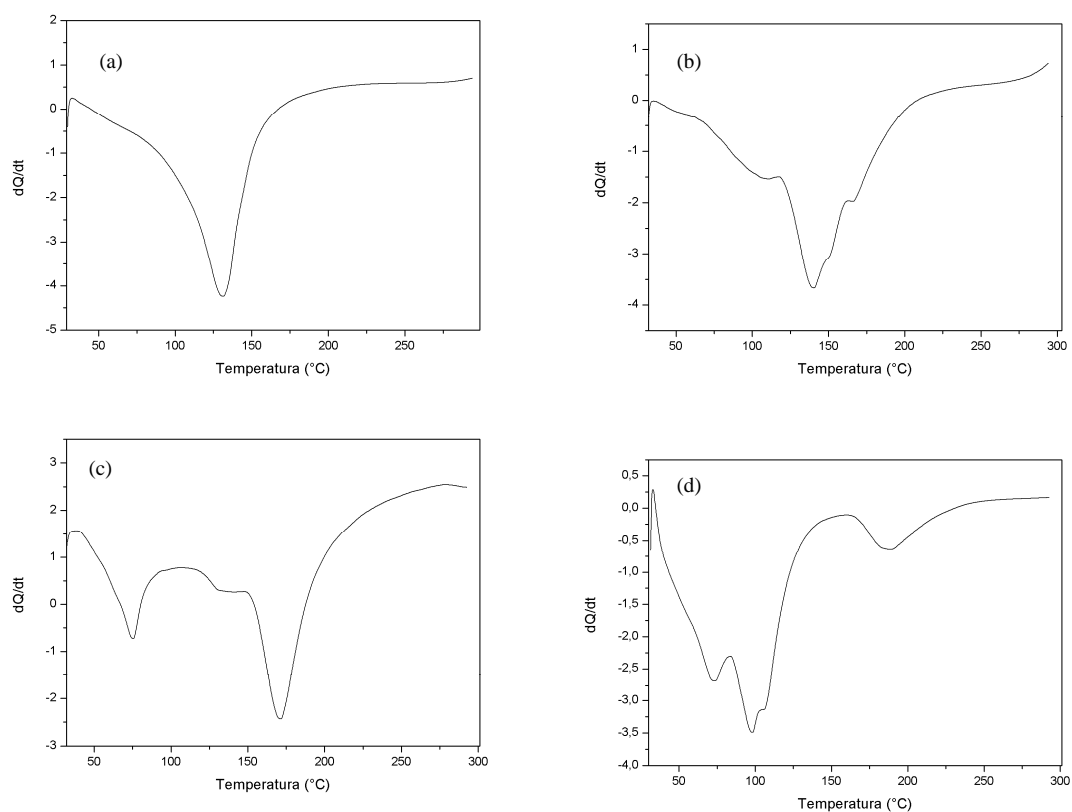 (a)
2
1
0
-1
-2
-3
-4
-5
dQ/dt
50 100 150 200 250
Temperatura (°C)
(b)
1
0
-1
-2
-3
-4
dQ/dt
50 100 150 200 250 300
Temperatura (°C)
(c)
3
2
1
0
-1
-2
-3
dQ/dt
50 100 150 200 250 300
Temperatura (°C)
(d)
0,5
0,0
-0,5
-1,0
-1,5
-2,0
-2,5
-3,0
-3,5
-4,0
dQ/dt
50 100 150 200 250 300
Temperatura (°C)